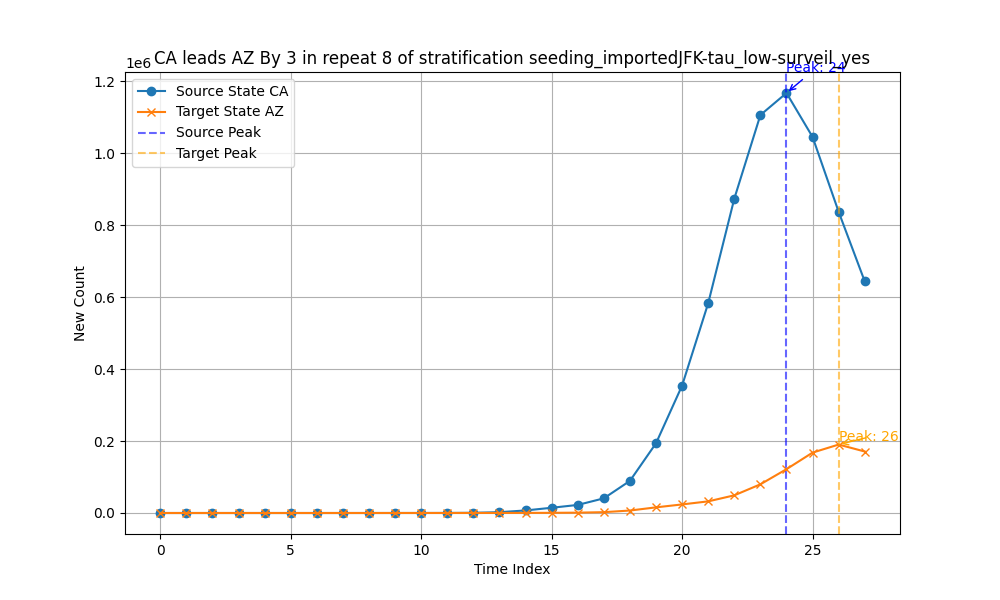 CA leads AZ By 3 in repeat 8 of stratification seeding_importedJFK-tau_low-surveil_yes
1e6
Peak: 24
Source State CA
Target State AZ
Source Peak
Target Peak
Peak: 26
1.2
1.0
0.8
0.6
0.4
0.2
0.0
New Count
0
5
10
15
20
25
Time Index